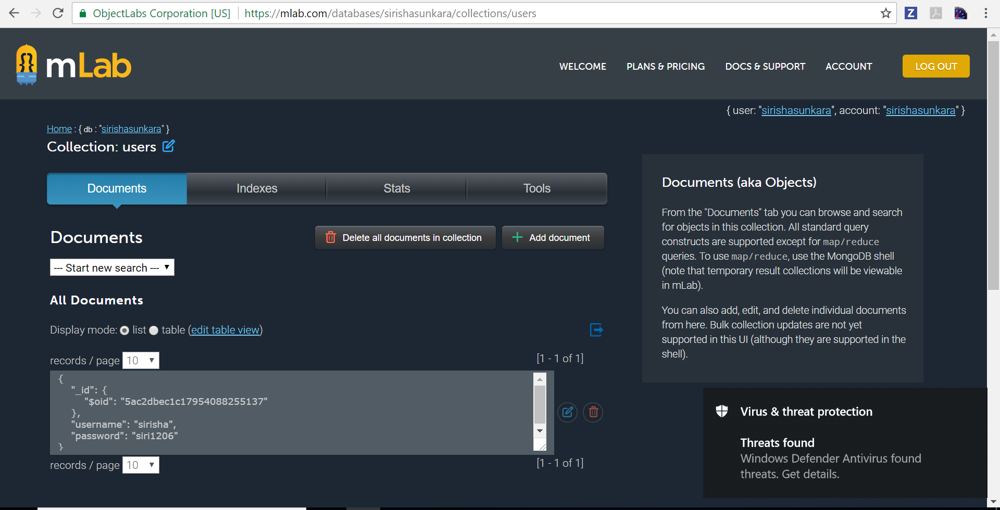 ObjectLabs Corporation [US] https://mlab.com/databases/sirishasunkara/collections/users
Z
mLab
WELCOME PLANS & PRICING DOCS & SUPPORT ACCOUNT LOG OUT
{ user: "sirishasunkara", account: "sirishasunkara" }
Home : { db : "sirishasunkara" }
Collection: users
Documents Indexes Stats Tools
Documents
Delete all documents in collection
Add document
--- Start new search ---
All Documents
Display mode: list table (edit table view)
records / page 10 [1 - 1 of 1]
{
"_id": {
"$oid": "5ac2dbec1c17954088255137"
},
"username": "sirisha",
"password": "siri1206"
}
records / page 10 [1 - 1 of 1]
Documents (aka Objects)
From the "Documents" tab you can browse and search
for objects in this collection. All standard query
constructs are supported except for map/reduce
queries. To use map/reduce, use the MongoDB shell
(note that temporary result collections will be viewable
in mLab).
You can also add, edit, and delete individual documents
from here. Bulk collection updates are not yet
supported in this UI (although they are supported in the
shell).
Virus & threat protection
Threats found
Windows Defender Antivirus found
threats. Get details.